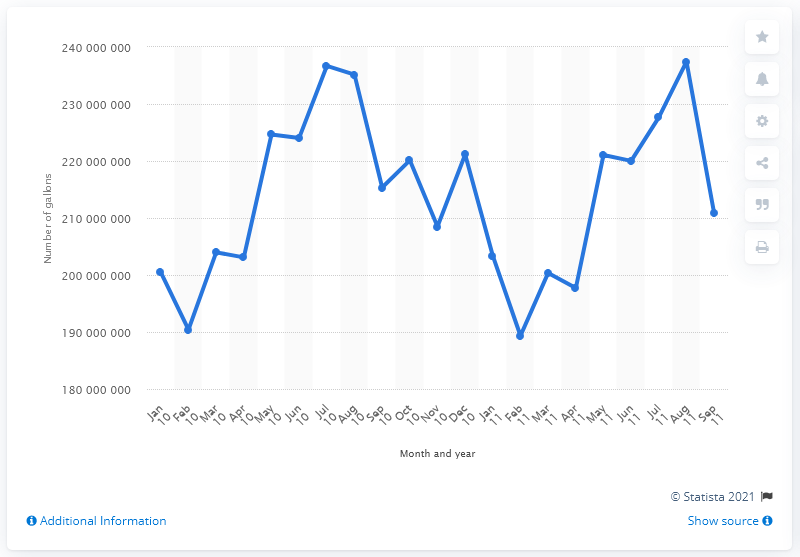 240 000 000
230 000 000
220 000 000
210 000 000
200 000 000
190 000 000
180 000 000
Number of gallons
Jan 10
Feb 10
Mar 10
Apr 10
May 10
Jun 10
Jul 10
Aug 10
Sep 10
Oct 10
Nov 10
Dec 10
Jan 11
Feb 11
Mar 11
Apr 11
May 11
Jun 11
Jul 11
Aug 11
Sep 11
Month and year
© Statista 2021
Additional Information
Show source